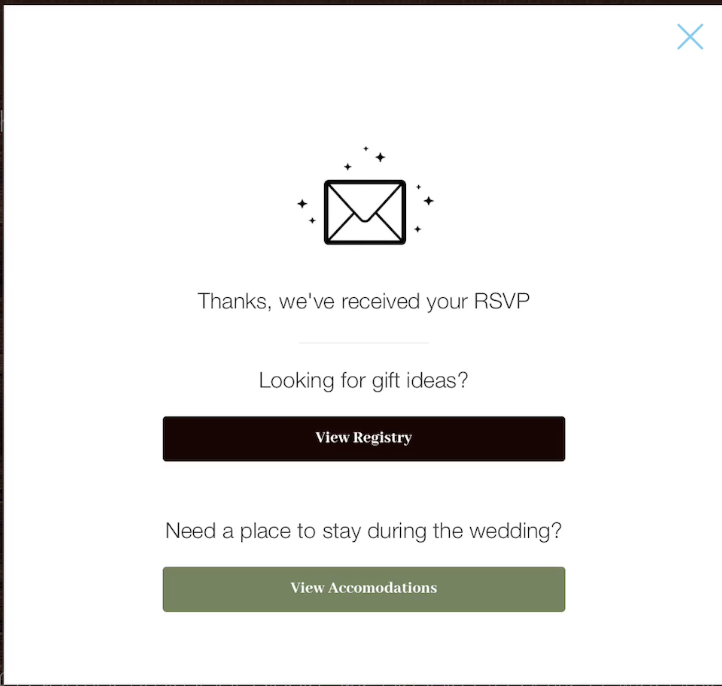 Thanks, we've received your RSVP
Looking for gift ideas?
View Registry
Need a place to stay during the wedding?
View Accomodations